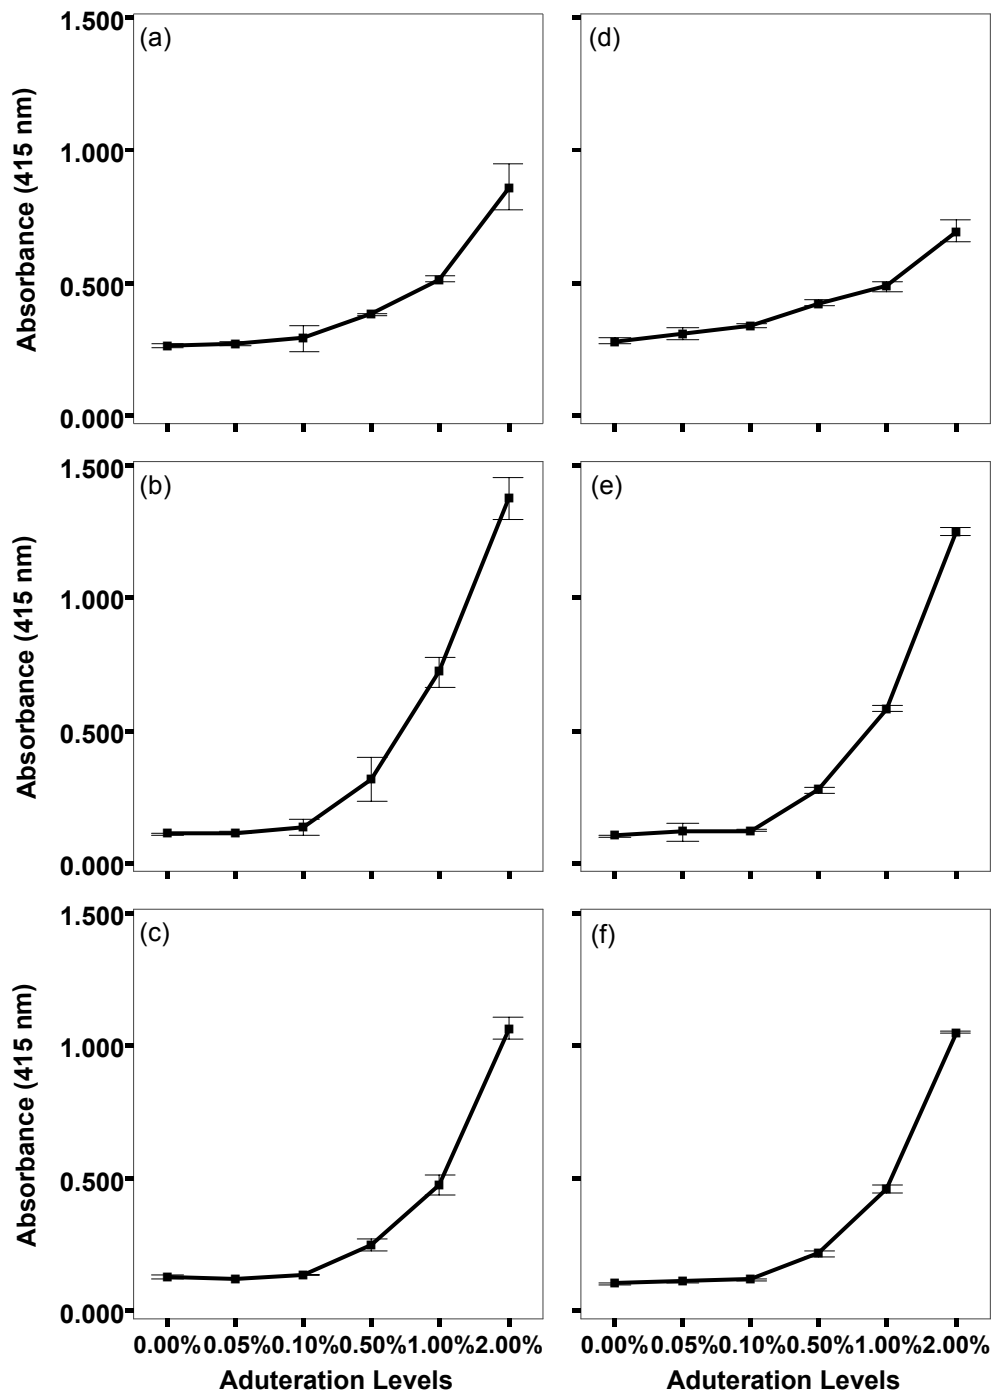 (a)
1.500
1.000
0.500
0.000
Absorbance (415 nm)
(d)
(b)
1.500
1.000
0.500
0.000
Absorbance (415 nm)
(e)
(c)
1.500
1.000
0.500
0.000
Absorbance (415 nm)
(f)
0.00% 0.05% 0.10% 0.50% 1.00% 2.00%
Aduteration Levels
0.00% 0.05% 0.10% 0.50% 1.00% 2.00%
Aduteration Levels